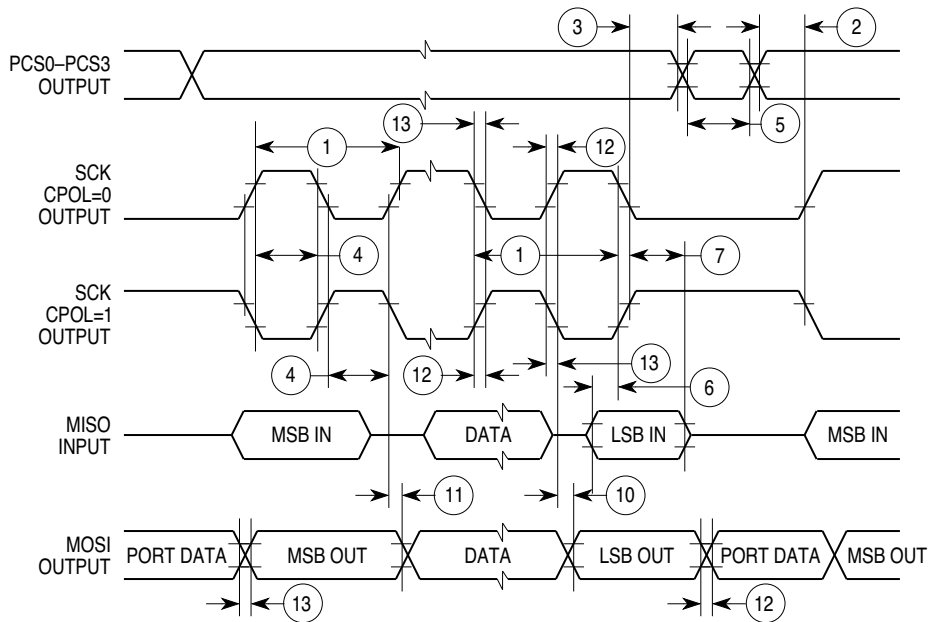 3
2
PCS0–PCS3
OUTPUT
5
13
12
1
SCK
CPOL=0
OUTPUT
4
1
7
SCK
CPOL=1
OUTPUT
4
12
13
6
MISO
INPUT
MSB IN
DATA
LSB IN
MSB IN
11
10
MOSI
OUTPUT
PORT DATA
MSB OUT
DATA
LSB OUT
PORT DATA
MSB OUT
13
12